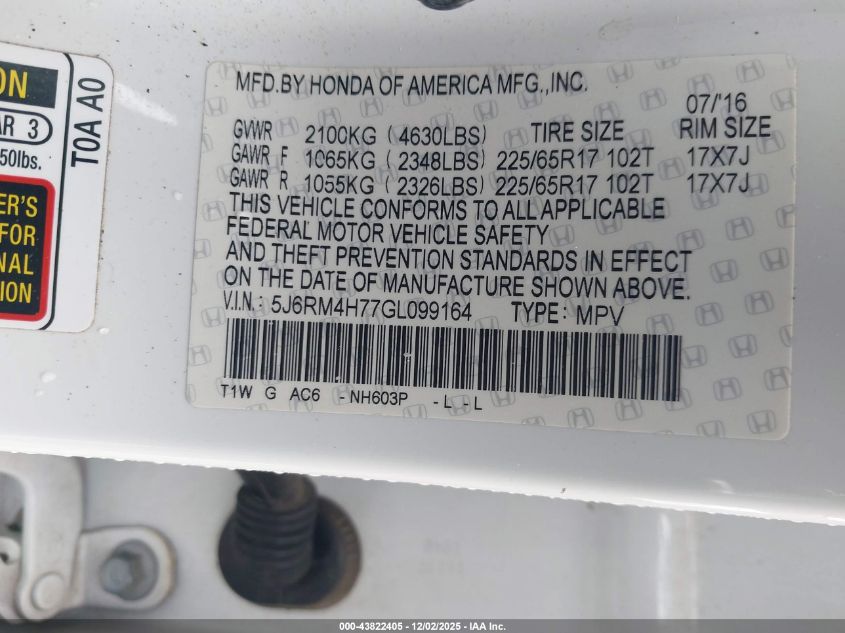 ON
AR 3
50lbs.
T0A A0
ER'S
FOR
NAL
ION
MFD.BY HONDA OF AMERICA MFG.,INC.
07/'16
GVWR 2100KG (4630LBS) TIRE SIZE RIM SIZE
GAWR F 1065KG (2348LBS) 225/65R17 102T 17X7J
GAWR R 1055KG (2326LBS) 225/65R17 102T 17X7J
THIS VEHICLE CONFORMS TO ALL APPLICABLE
FEDERAL MOTOR VEHICLE SAFETY
AND THEFT PREVENTION STANDARDS IN EFFECT
ON THE DATE OF MANUFACTURE SHOWN ABOVE.
V.I.N.: 5J6RM4H77GL099164 TYPE: MPV
T1W G AC6 -NH603P -L -L
000-43822405 - 12/02/2025 - IAA Inc.